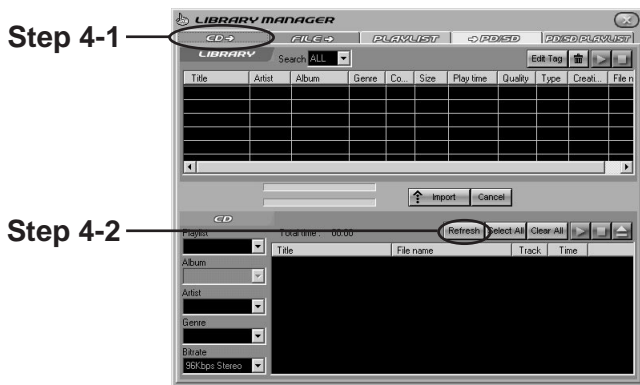 LIBRARY MANAGER
Step 4-1
CD→ FILE→ PLAYLIST →PD/SD PD/SD PLAYLIST
LIBRARY Search ALL Edit Tag
Title Artist Album Genre Co... Size Play time Quality Type Creati... File n
Import Cancel
CD
Step 4-2
Playlist Total time : 00:00 Refresh Select All Clear All
Title File name Track Time
Album
Artist
Genre
Bitrate
96Kbps Stereo